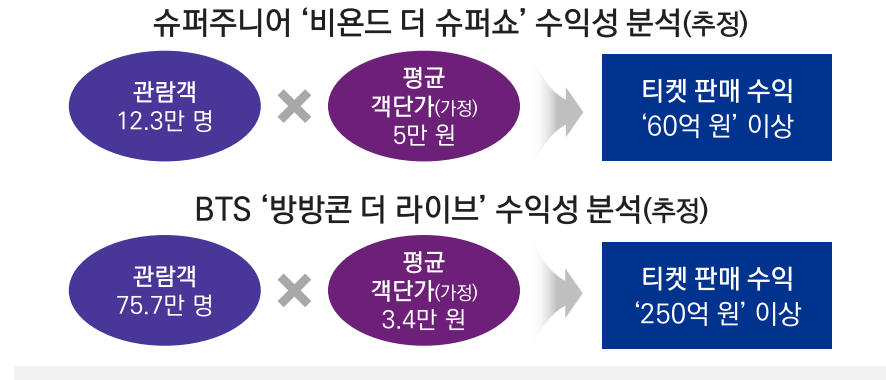 슈퍼주니어 ‘비욘드 더 슈퍼쇼’ 수익성 분석(추정)
관람객
12.3만 명
평균
객단가(가정)
5만 원
티켓 판매 수익
‘60억 원’ 이상
BTS ‘방방콘 더 라이브’ 수익성 분석(추정)
관람객
75.7만 명
평균
객단가(가정)
3.4만 원
티켓 판매 수익
‘250억 원’ 이상